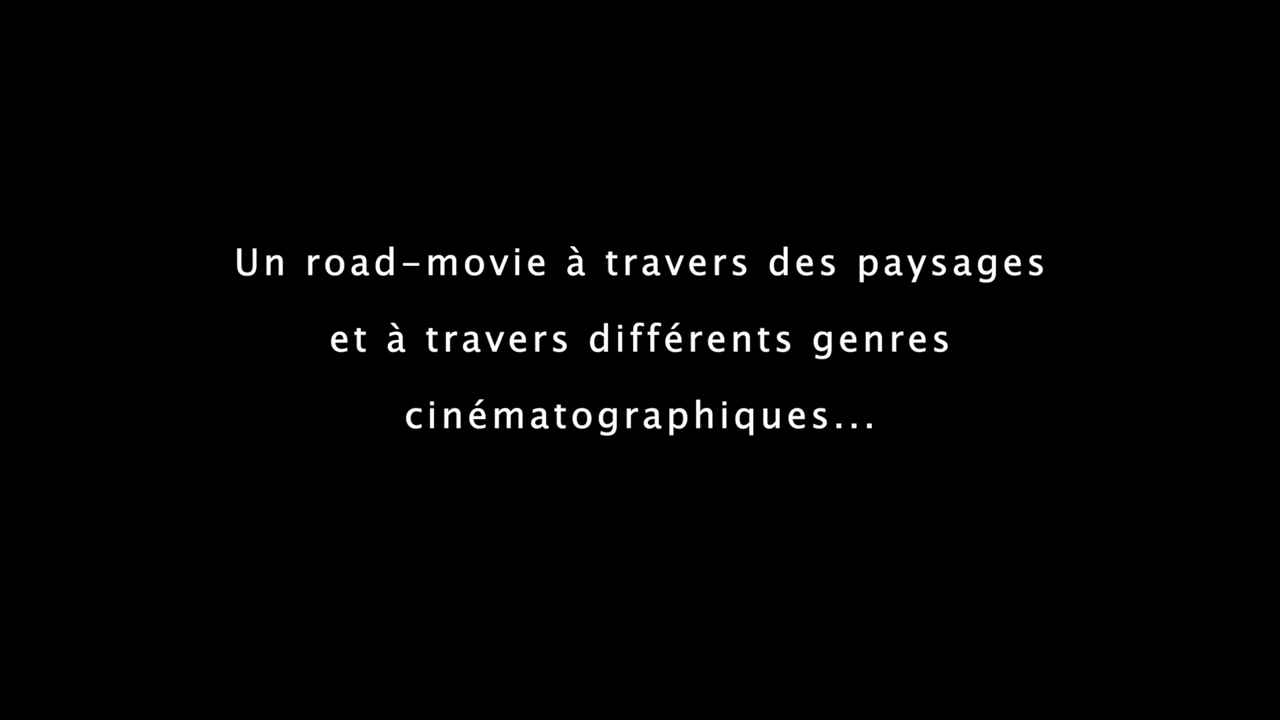 Un road-movie à travers des paysages
et à travers différents genres
cinématographiques...